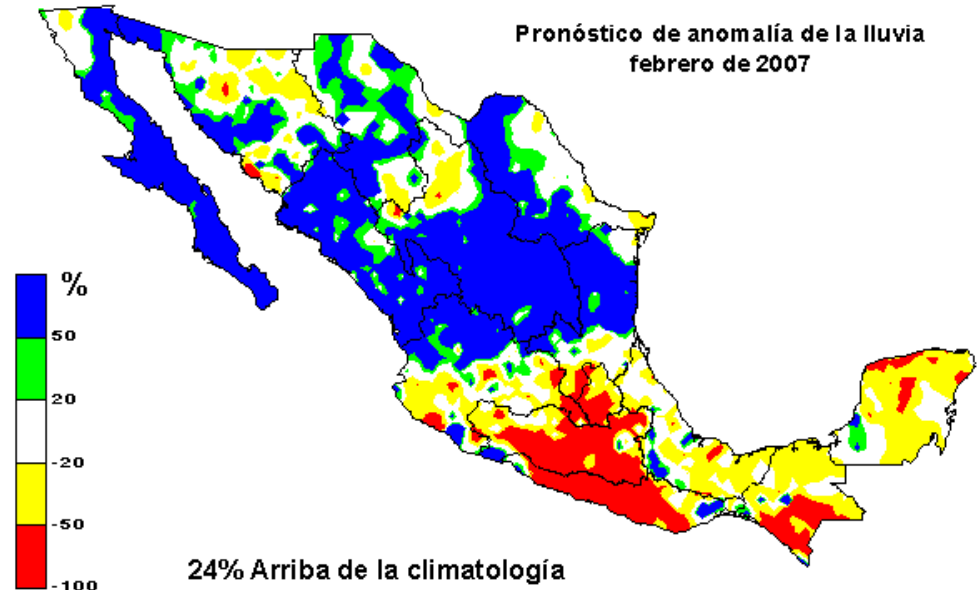 Pronóstico de anomalía de la lluvia
febrero de 2007
%
50
20
-20
-50
-100
24% Arriba de la climatología